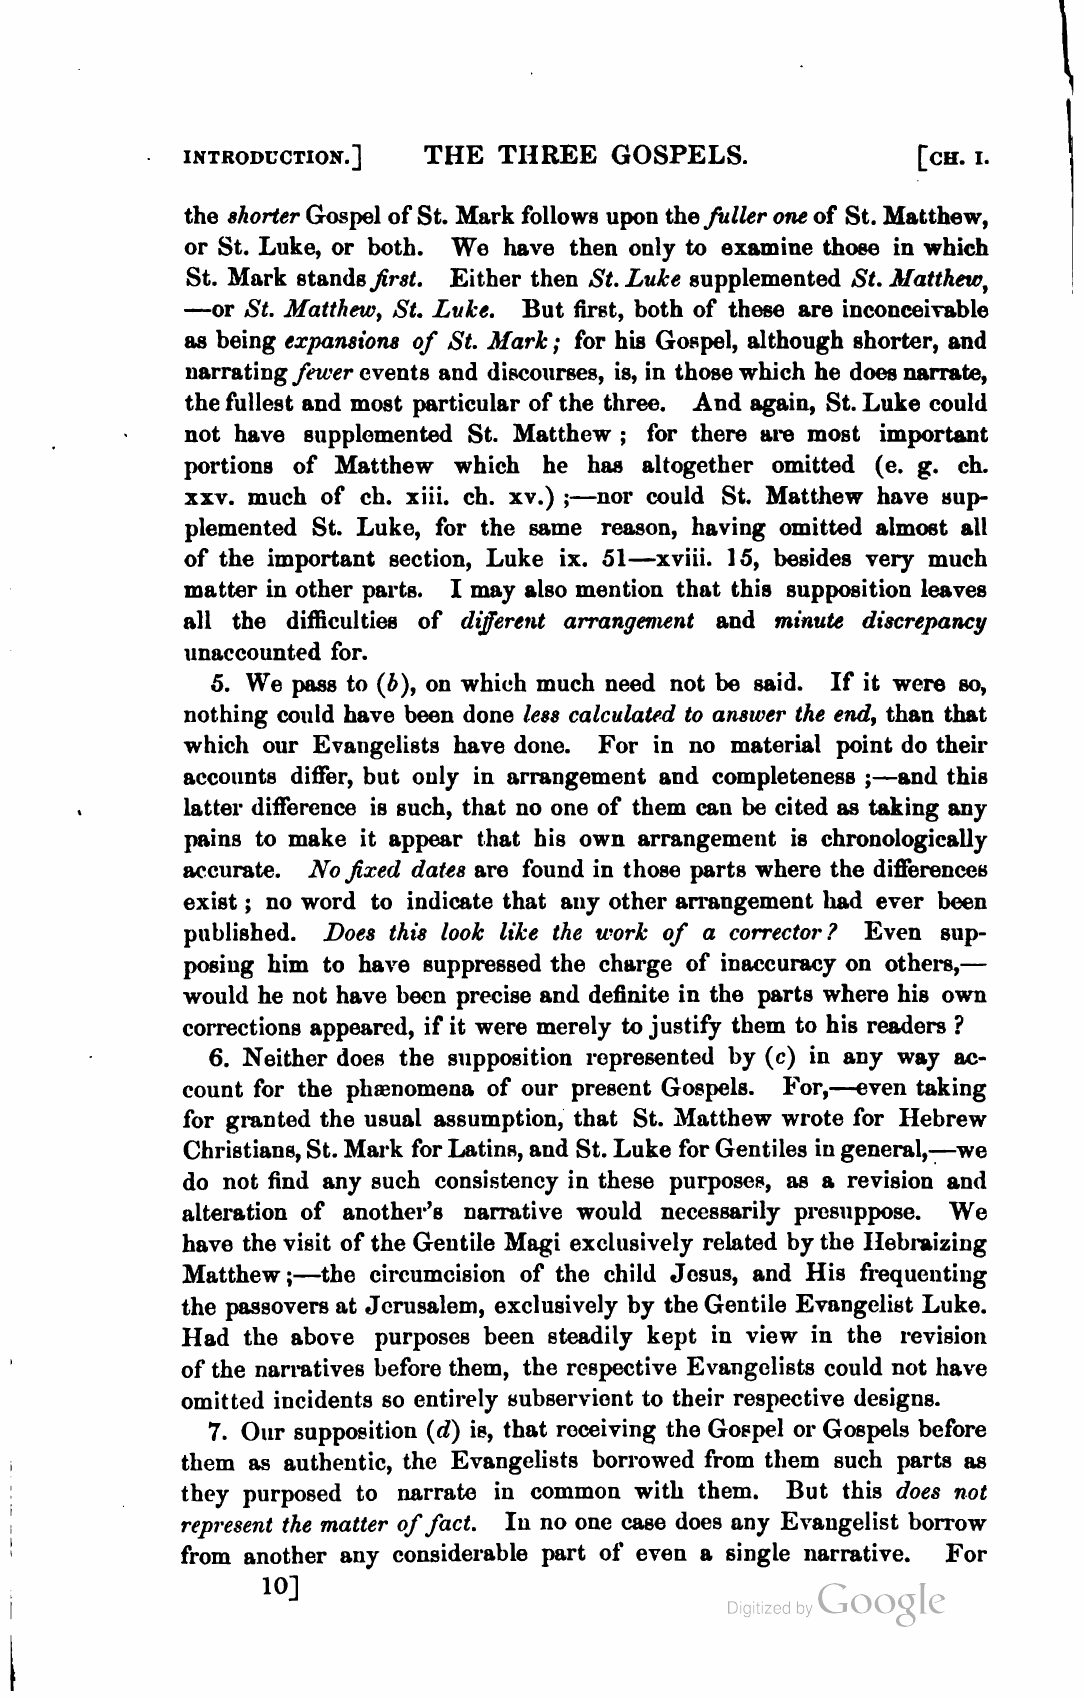 INTRODUCTION.] THE THREE GOSPELS. [CH. I.
the shorter Gospel of St. Mark follows upon the fuller one of St. Matthew,
or St. Luke, or both. We have then only to examine those in which
St. Mark stands first. Either then St. Luke supplemented St. Matthew,
—or St. Matthew, St. Luke. But first, both of these are inconceivable
as being expansions of St. Mark; for his Gospel, although shorter, and
narrating fewer events and discourses, is, in those which he does narrate,
the fullest and most particular of the three. And again, St. Luke could
not have supplemented St. Matthew ; for there are most important
portions of Matthew which he has altogether omitted (e. g. ch.
xxv. much of ch. xiii. ch. xv.) ;—nor could St. Matthew have sup-
plemented St. Luke, for the same reason, having omitted almost all
of the important section, Luke ix. 51—xviii. 15, besides very much
matter in other parts. I may also mention that this supposition leaves
all the difficulties of different arrangement and minute discrepancy
unaccounted for.
5. We pass to (b), on which much need not be said. If it were so,
nothing could have been done less calculated to answer the end, than that
which our Evangelists have done. For in no material point do their
accounts differ, but only in arrangement and completeness ;—and this
latter difference is such, that no one of them can be cited as taking any
pains to make it appear that his own arrangement is chronologically
accurate. No fixed dates are found in those parts where the differences
exist ; no word to indicate that any other arrangement had ever been
published. Does this look like the work of a corrector? Even sup-
posing him to have suppressed the charge of inaccuracy on others,—
would he not have been precise and definite in the parts where his own
corrections appeared, if it were merely to justify them to his readers ?
6. Neither does the supposition represented by (c) in any way ac-
count for the phænomena of our present Gospels. For,—even taking
for granted the usual assumption, that St. Matthew wrote for Hebrew
Christians, St. Mark for Latins, and St. Luke for Gentiles in general,—we
do not find any such consistency in these purposes, as a revision and
alteration of another's narrative would necessarily presuppose. We
have the visit of the Gentile Magi exclusively related by the Hebraizing
Matthew ;—the circumcision of the child Jesus, and His frequenting
the passovers at Jerusalem, exclusively by the Gentile Evangelist Luke.
Had the above purposes been steadily kept in view in the revision
of the narratives before them, the respective Evangelists could not have
omitted incidents so entirely subservient to their respective designs.
7. Our supposition (d) is, that receiving the Gospel or Gospels before
them as authentic, the Evangelists borrowed from them such parts as
they purposed to narrate in common with them. But this does not
represent the matter of fact. In no one case does any Evangelist borrow
from another any considerable part of even a single narrative. For
10]
Digitized by Google